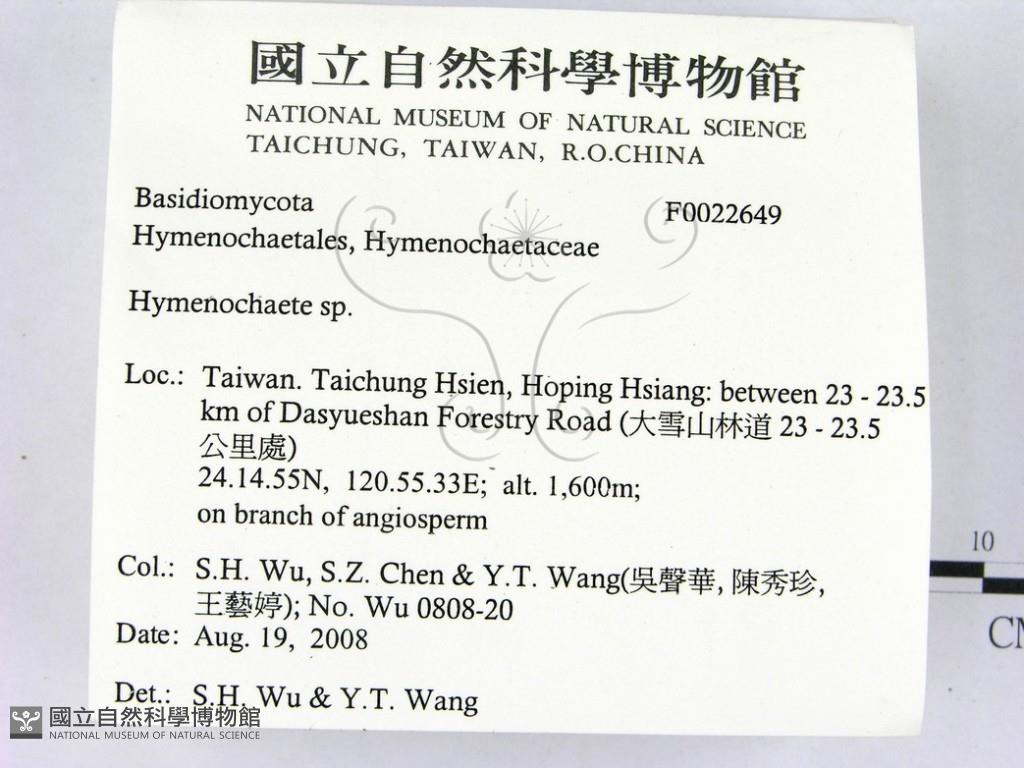 國立自然科學博物館
NATIONAL MUSEUM OF NATURAL SCIENCE
TAICHUNG, TAIWAN, R.O.CHINA
Basidiomycota F0022649
Hymenochaetales, Hymenochaetaceae
Hymenochaete sp.
Loc.: Taiwan. Taichung Hsien, Hoping Hsiang: between 23 - 23.5
km of Dasyueshan Forestry Road (大雪山林道 23 - 23.5
公里處)
24.14.55N, 120.55.33E; alt. 1,600m;
on branch of angiosperm
Col.: S.H. Wu, S.Z. Chen & Y.T. Wang(吳聲華, 陳秀珍,
王藝婷); No. Wu 0808-20
Date: Aug. 19, 2008
Det.: S.H. Wu & Y.T. Wang
10
國立自然科學博物館
NATIONAL MUSEUM OF NATURAL SCIENCE